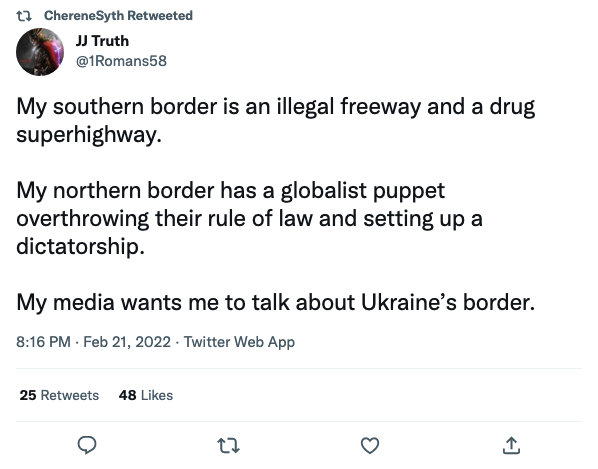 ChereneSyth Retweeted
JJ Truth
@1Romans58
My southern border is an illegal freeway and a drug
superhighway.
My northern border has a globalist puppet
overthrowing their rule of law and setting up a
dictatorship.
My media wants me to talk about Ukraine’s border.
8:16 PM · Feb 21, 2022 · Twitter Web App
25 Retweets 48 Likes